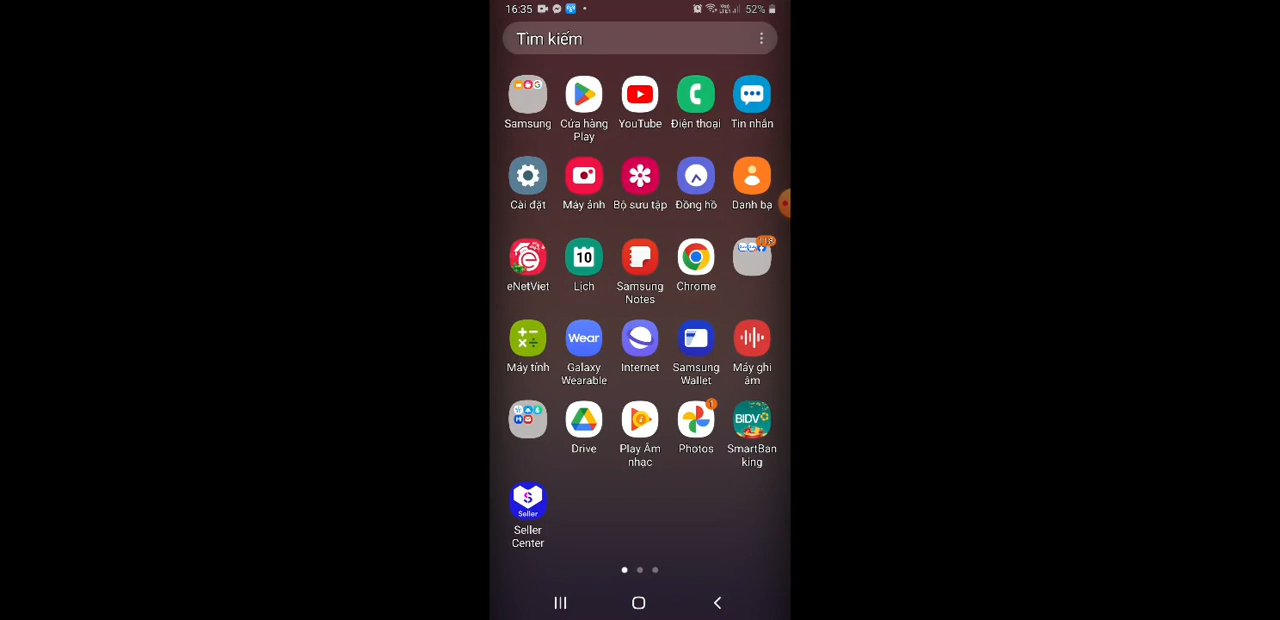 16:35
52%
Tìm kiếm
Samsung
Cửa hàng
Play
YouTube
Điện thoại
Tin nhắn
Cài đặt
Máy ảnh
Bộ sưu tập
Đồng hồ
Danh bạ
eNetViet
10
Lịch
Samsung
Notes
Chrome
Máy tính
Wear
Galaxy
Wearable
Internet
Samsung
Wallet
Máy ghi
âm
Drive
Play Âm
nhạc
1
Photos
BIDV
SmartBan
king
S
Seller
Seller
Center